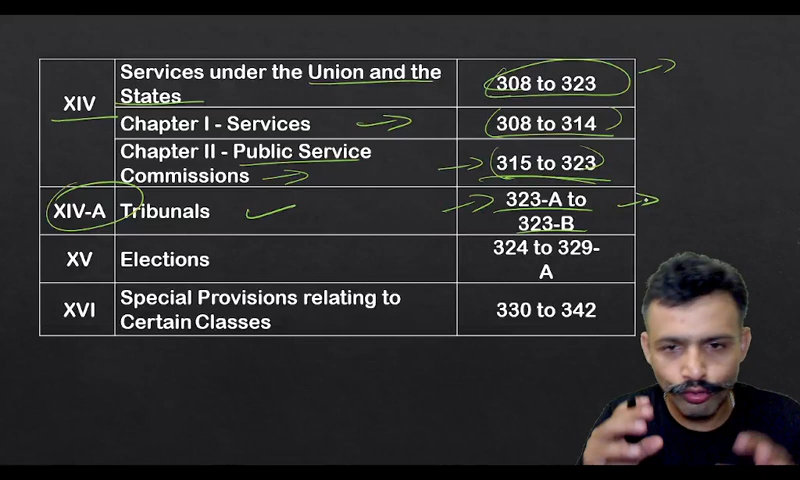 XIV
Services under the Union and the
States
308 to 323
Chapter I - Services
308 to 314
Chapter II - Public Service
Commissions
315 to 323
XIV-A
Tribunals
323-A to
323-B
XV
Elections
324 to 329-
A
XVI
Special Provisions relating to
Certain Classes
330 to 342